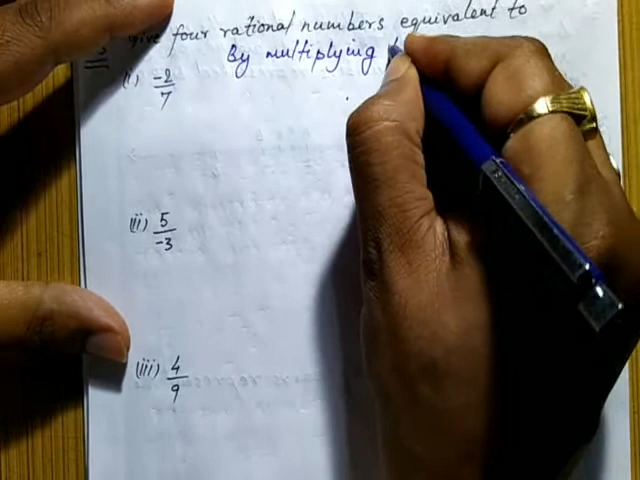 give four rational numbers equivalent to
By multiplying
(i) -2/7
(ii) 5/-3
(iii) 4/9